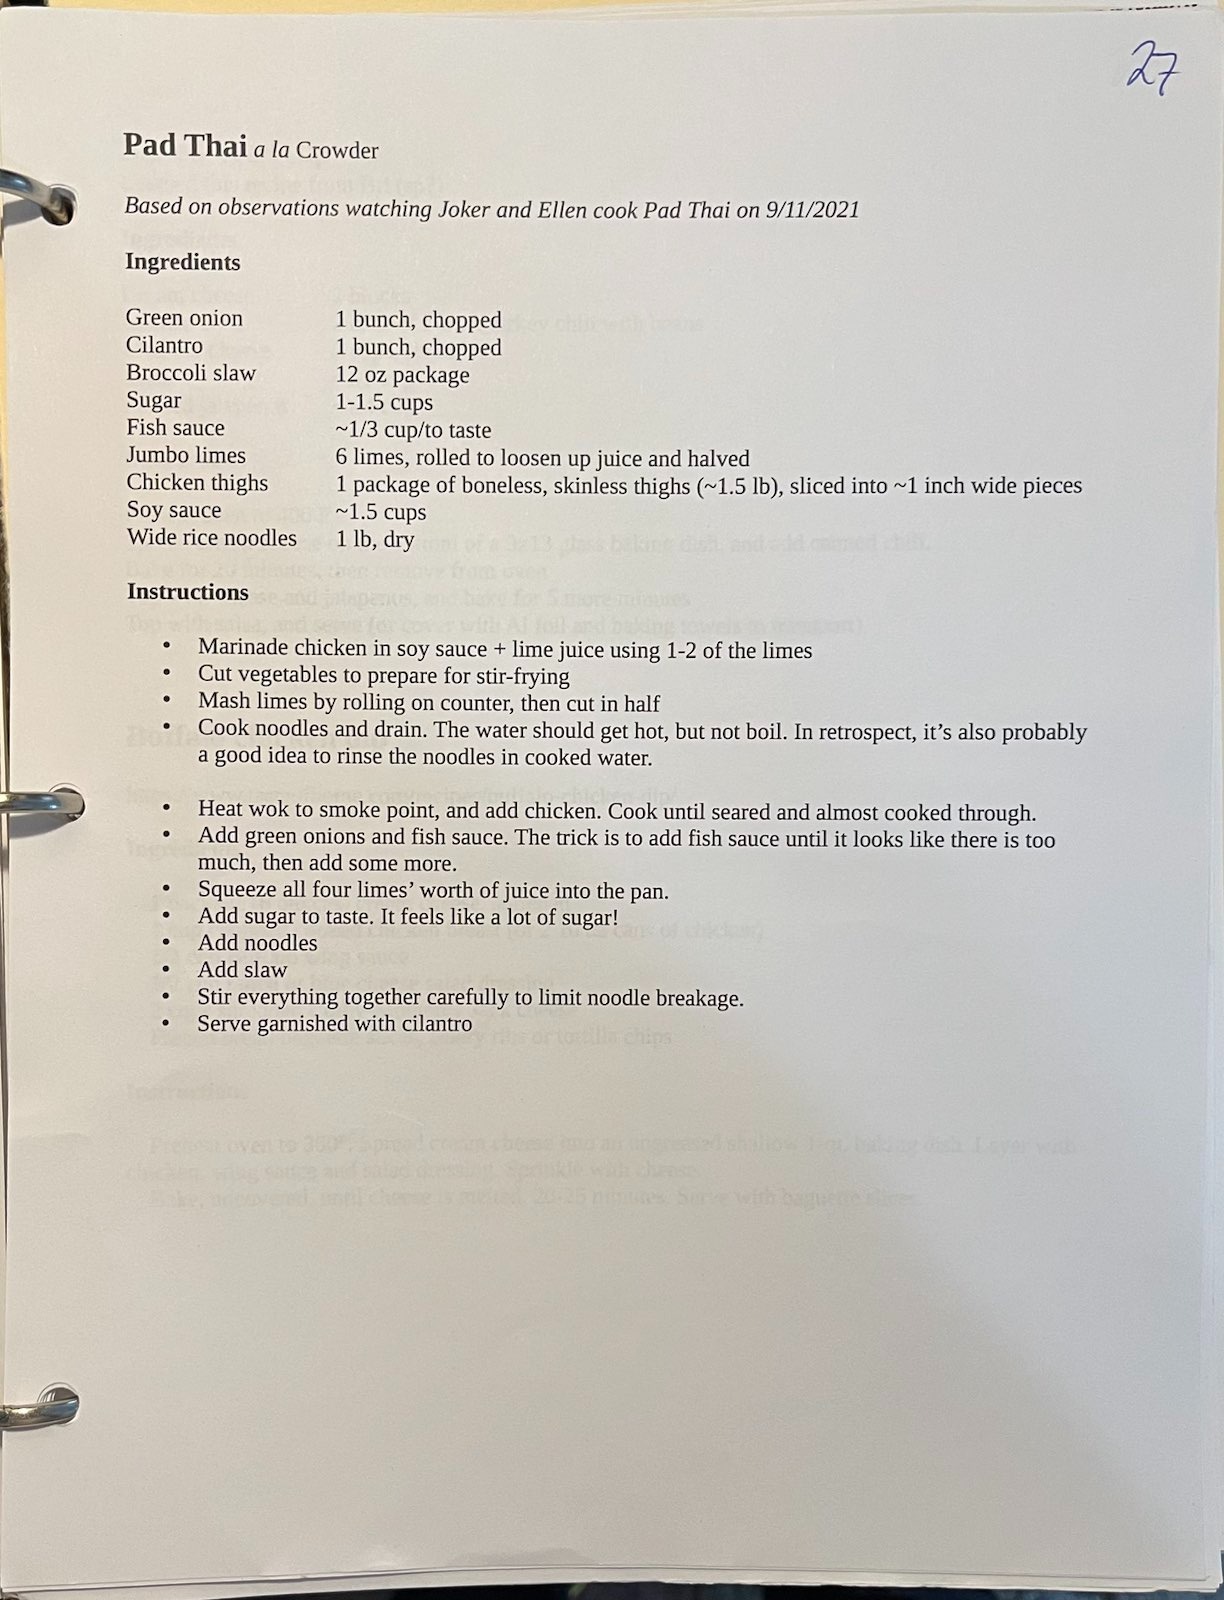 27
Pad Thai a la Crowder
Based on observations watching Joker and Ellen cook Pad Thai on 9/11/2021
Ingredients
Green onion 1 bunch, chopped
Cilantro 1 bunch, chopped
Broccoli slaw 12 oz package
Sugar 1-1.5 cups
Fish sauce ~1/3 cup/to taste
Jumbo limes 6 limes, rolled to loosen up juice and halved
Chicken thighs 1 package of boneless, skinless thighs (~1.5 lb), sliced into ~1 inch wide pieces
Soy sauce ~1.5 cups
Wide rice noodles 1 lb, dry
Instructions
• Marinade chicken in soy sauce + lime juice using 1-2 of the limes
• Cut vegetables to prepare for stir-frying
• Mash limes by rolling on counter, then cut in half
• Cook noodles and drain. The water should get hot, but not boil. In retrospect, it’s also probably
a good idea to rinse the noodles in cooked water.
• Heat wok to smoke point, and add chicken. Cook until seared and almost cooked through.
• Add green onions and fish sauce. The trick is to add fish sauce until it looks like there is too
much, then add some more.
• Squeeze all four limes’ worth of juice into the pan.
• Add sugar to taste. It feels like a lot of sugar!
• Add noodles
• Add slaw
• Stir everything together carefully to limit noodle breakage.
• Serve garnished with cilantro